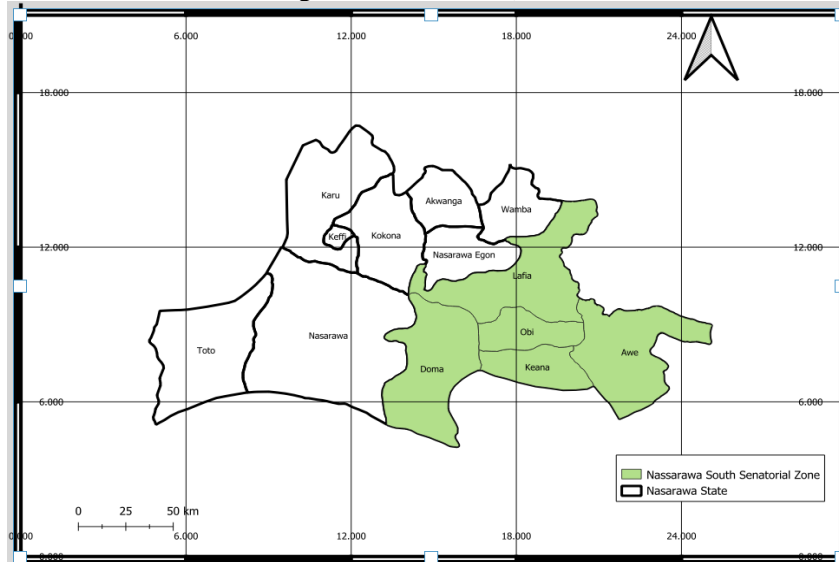 0.000 6.000 12.000 18.000 24.000
18.000 18.000
Karu
Akwanga
Wamba
Keffi
Kokona
12.000 12.000
Nasarawa Egon
Lafia
Nasarawa
Obi
Toto
Awe
Doma
Keana
6.000 6.000
Nassarawa South Senatorial Zone
Nasarawa State
0 25 50 km
0.000 6.000 12.000 18.000 24.000